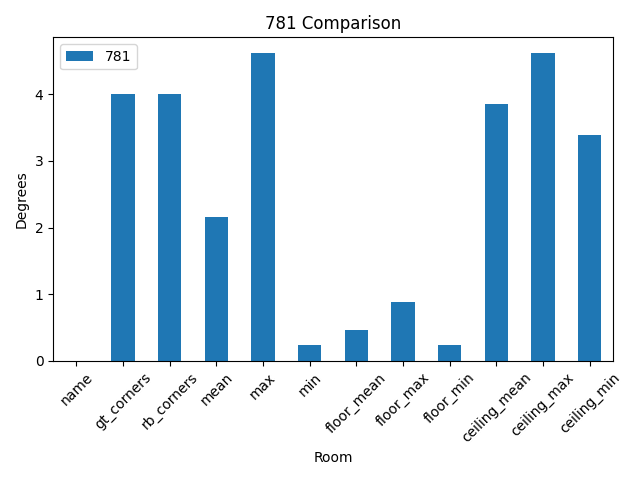 781 Comparison
781
Degrees
4
3
2
1
0
name
gt_corners
rb_corners
mean
max
min
floor_mean
floor_max
floor_min
ceiling_mean
ceiling_max
ceiling_min
Room